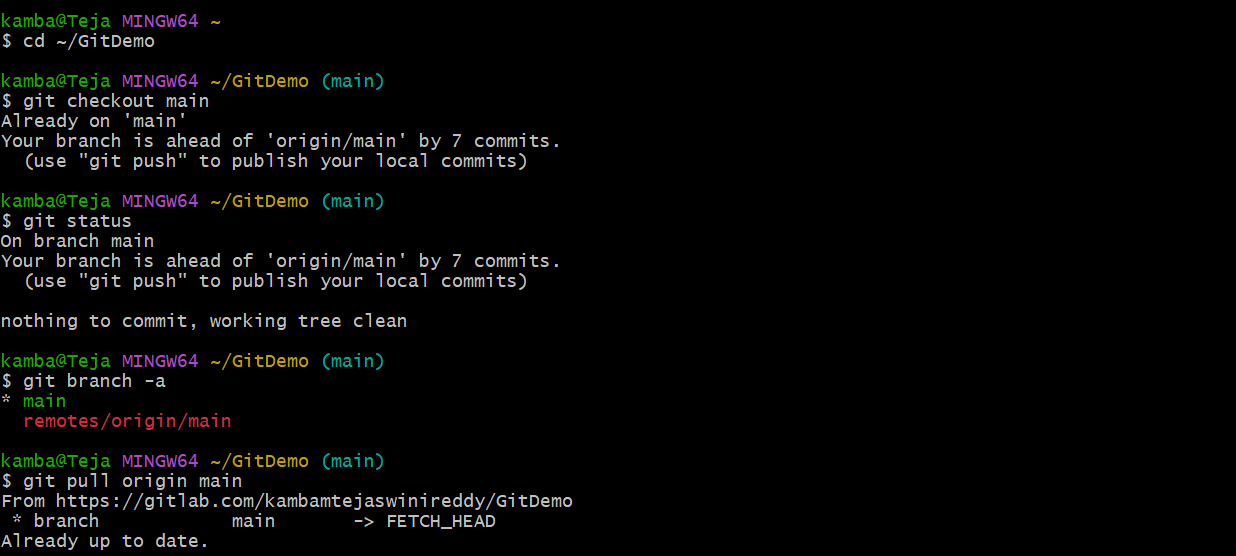 kamba@Teja MINGW64 ~
$ cd ~/GitDemo
kamba@Teja MINGW64 ~/GitDemo (main)
$ git checkout main
Already on 'main'
Your branch is ahead of 'origin/main' by 7 commits.
  (use "git push" to publish your local commits)
kamba@Teja MINGW64 ~/GitDemo (main)
$ git status
On branch main
Your branch is ahead of 'origin/main' by 7 commits.
  (use "git push" to publish your local commits)
nothing to commit, working tree clean
kamba@Teja MINGW64 ~/GitDemo (main)
$ git branch -a
* main
  remotes/origin/main
kamba@Teja MINGW64 ~/GitDemo (main)
$ git pull origin main
From https://gitlab.com/kambamtejaswinireddy/GitDemo
 * branch            main       -> FETCH_HEAD
Already up to date.